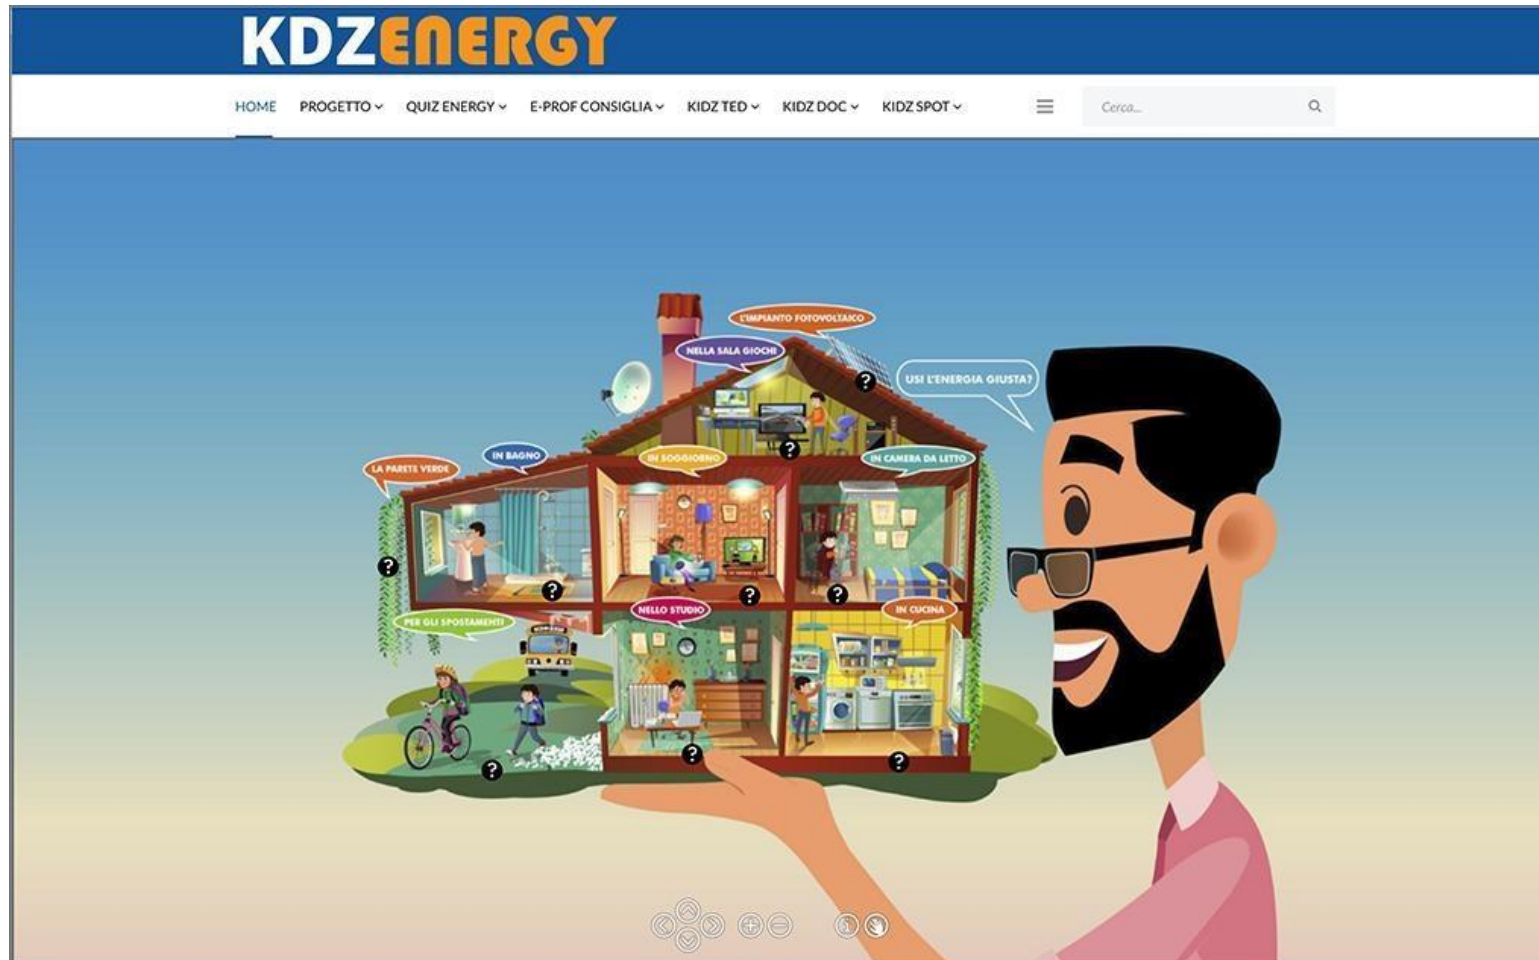 KDZENERGY
HOME PROGETTO QUIZ ENERGY E-PROF CONSIGLIA KIDZ TED KIDZ DOC KIDZ SPOT Cerca...
L'IMPIANTO FOTOVOLTAICO
NELLA SALA GIOCHI
USI L'ENERGIA GIUSTA?
IN BAGNO
IN SOGGIORNO
IN CAMERA DA LETTO
LA PARETE VERDE
?
?
?
?
?
?
NELLO STUDIO
IN CUCINA
PER GLI SPOSTAMENTI
?
?
?
i